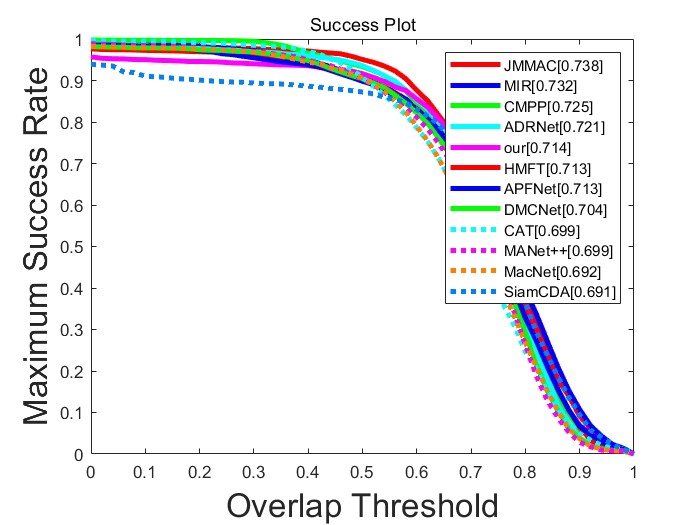 Success Plot
Maximum Success Rate
1
0.9
0.8
0.7
0.6
0.5
0.4
0.3
0.2
0.1
0
JMMAC[0.738]
MIR[0.732]
CMPP[0.725]
ADRNet[0.721]
our[0.714]
HMFT[0.713]
APFNet[0.713]
DMCNet[0.704]
CAT[0.699]
MANet++[0.699]
MacNet[0.692]
SiamCDA[0.691]
0 0.1 0.2 0.3 0.4 0.5 0.6 0.7 0.8 0.9 1
Overlap Threshold